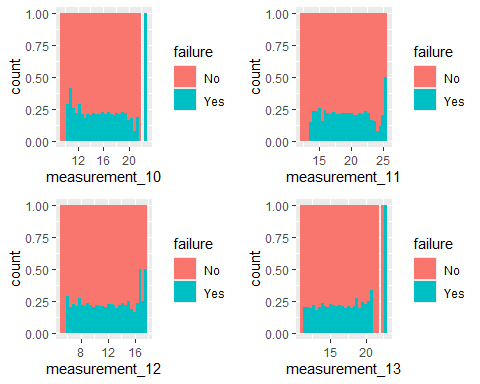 1.00
0.75
0.50
0.25
0.00
count
12
16
20
measurement_10
failure
No
Yes
1.00
0.75
0.50
0.25
0.00
count
15
20
25
measurement_11
failure
No
Yes
1.00
0.75
0.50
0.25
0.00
count
8
12
16
measurement_12
failure
No
Yes
1.00
0.75
0.50
0.25
0.00
count
15
20
measurement_13
failure
No
Yes